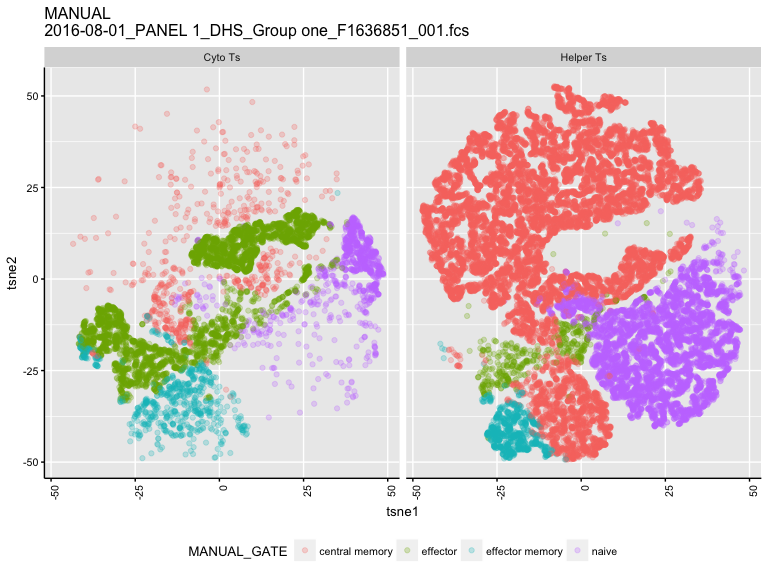 MANUAL
2016-08-01_PANEL 1_DHS_Group one_F1636851_001.fcs
Cyto Ts
Helper Ts
50
25
0
-25
-50
tsne2
-50
-25
0
25
50
-50
-25
0
25
50
tsne1
MANUAL_GATE
central memory
effector
effector memory
naive